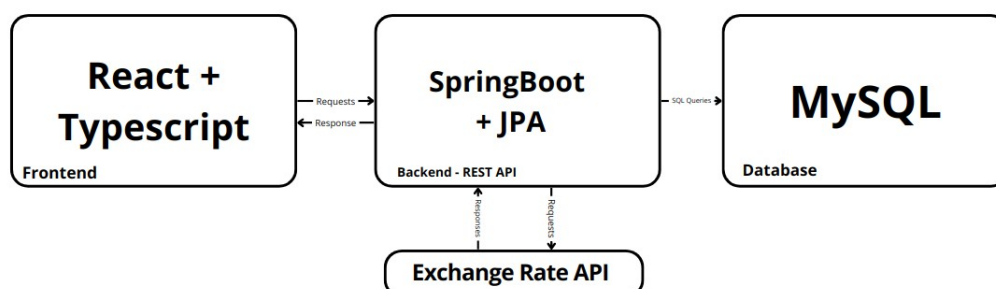 React +
Typescript
Frontend
Requests
Response
SpringBoot
+ JPA
Backend - REST API
SQL Queries
MySQL
Database
Responses
Requests
Exchange Rate API